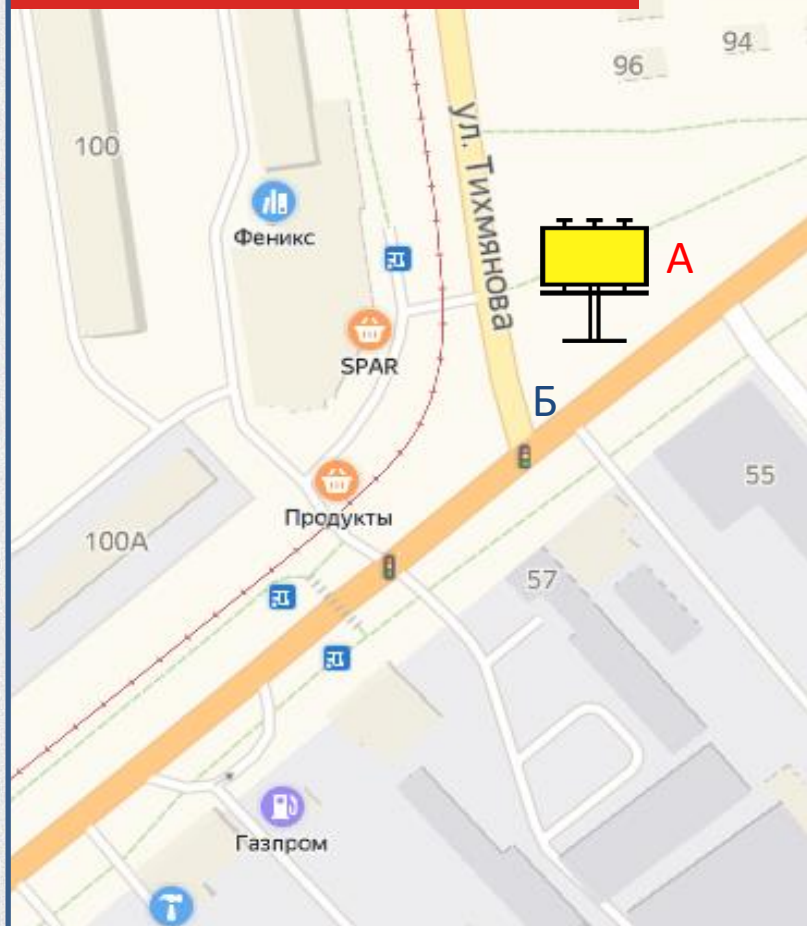 94
96
ул. Тихмянова
100
Феникс
А
SPAR
Б
55
Продукты
100А
57
Газпром